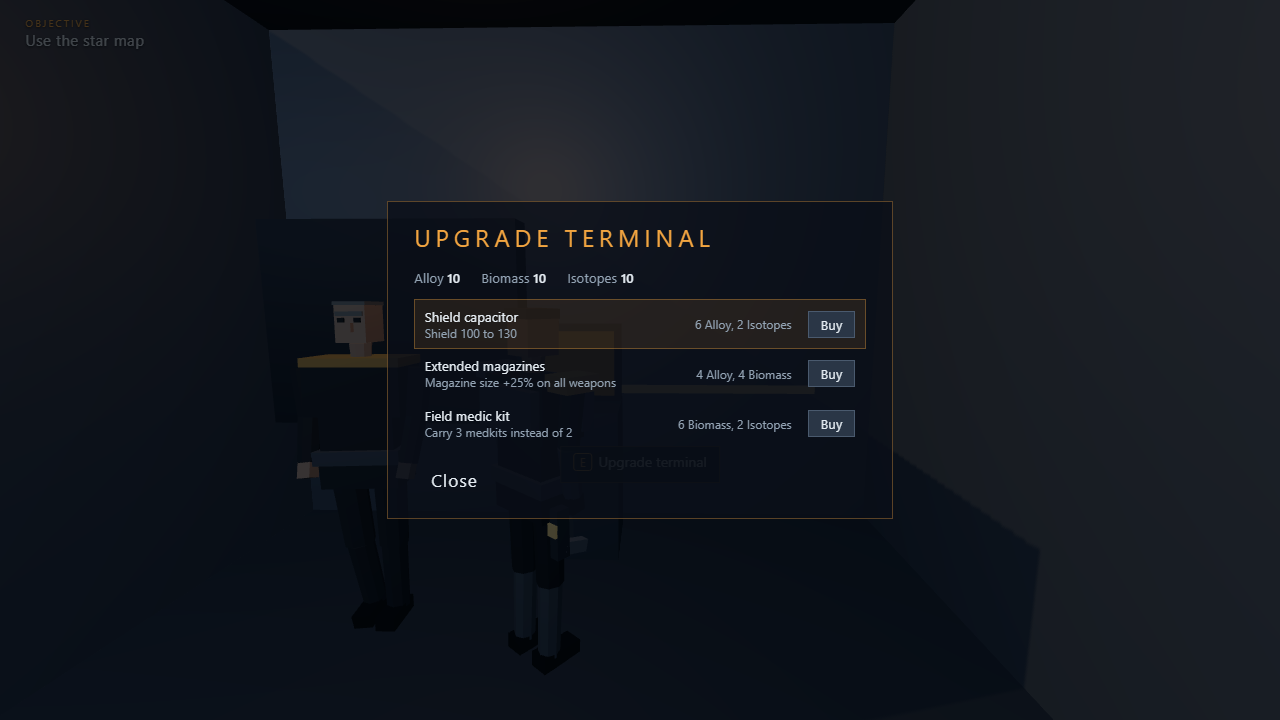 OBJECTIVE
Use the star map
UPGRADE TERMINAL
Alloy 10 Biomass 10 Isotopes 10
Shield capacitor
Shield 100 to 130
6 Alloy, 2 Isotopes
Buy
Extended magazines
Magazine size +25% on all weapons
4 Alloy, 4 Biomass
Buy
Field medic kit
Carry 3 medkits instead of 2
6 Biomass, 2 Isotopes
Buy
E Upgrade terminal
Close